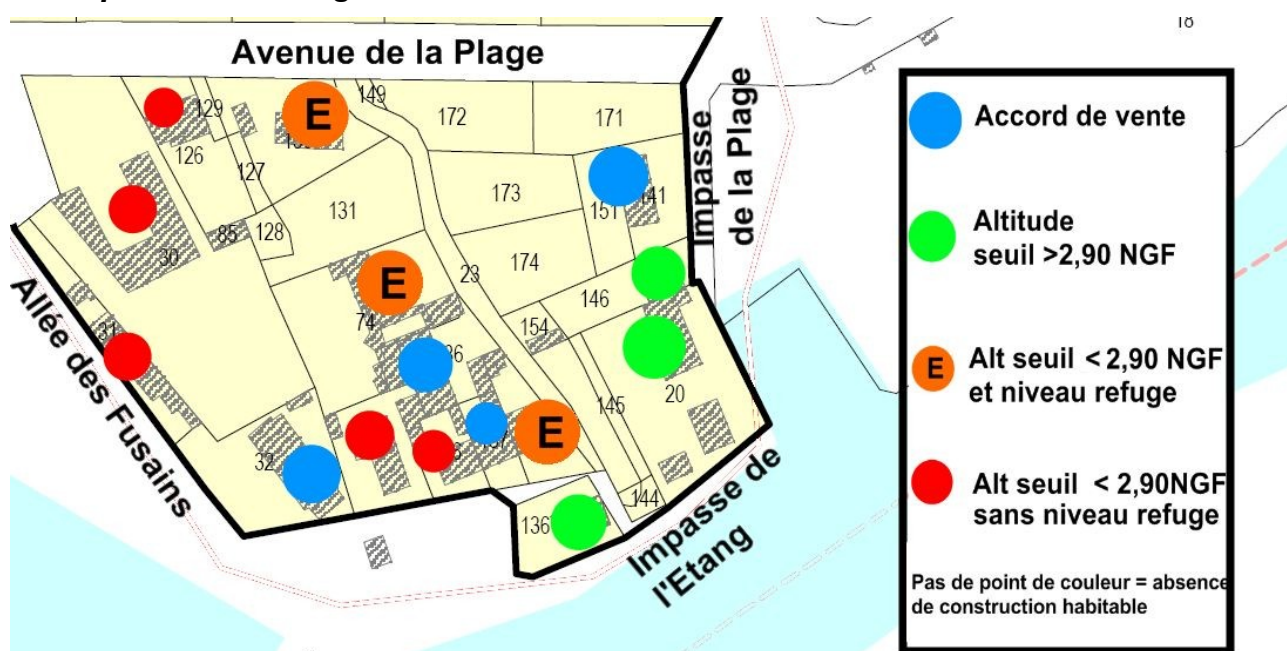 18
Avenue de la Plage
149
129
172
171
126
127
173
151
141
131
85
128
30
174
23
146
74
154
31
145
20
32
136
144
Impasse
de la Plage
Allée des Fusains
Impasse de
l'Etang
E
E
E
Accord de vente
Altitude
seuil >2,90 NGF
E
Alt seuil < 2,90 NGF
et niveau refuge
Alt seuil < 2,90NGF
sans niveau refuge
Pas de point de couleur = absence
de construction habitable